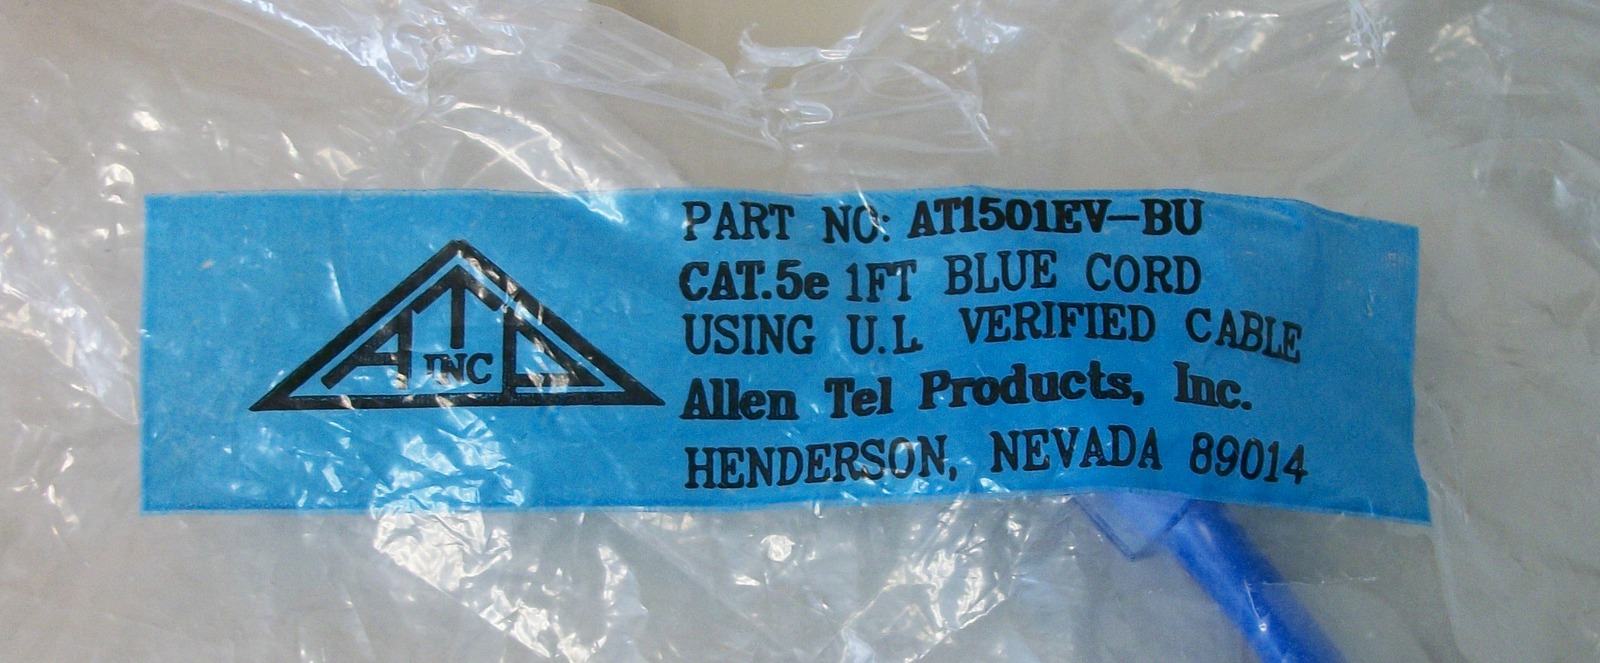 PART NO: AT1501EV-BU
CAT.5e 1FT BLUE CORD
USING U.L VERIFIED CABLE
Allen Tel Products, Inc.
HENDERSON, NEVADA 89014
ATP
INC